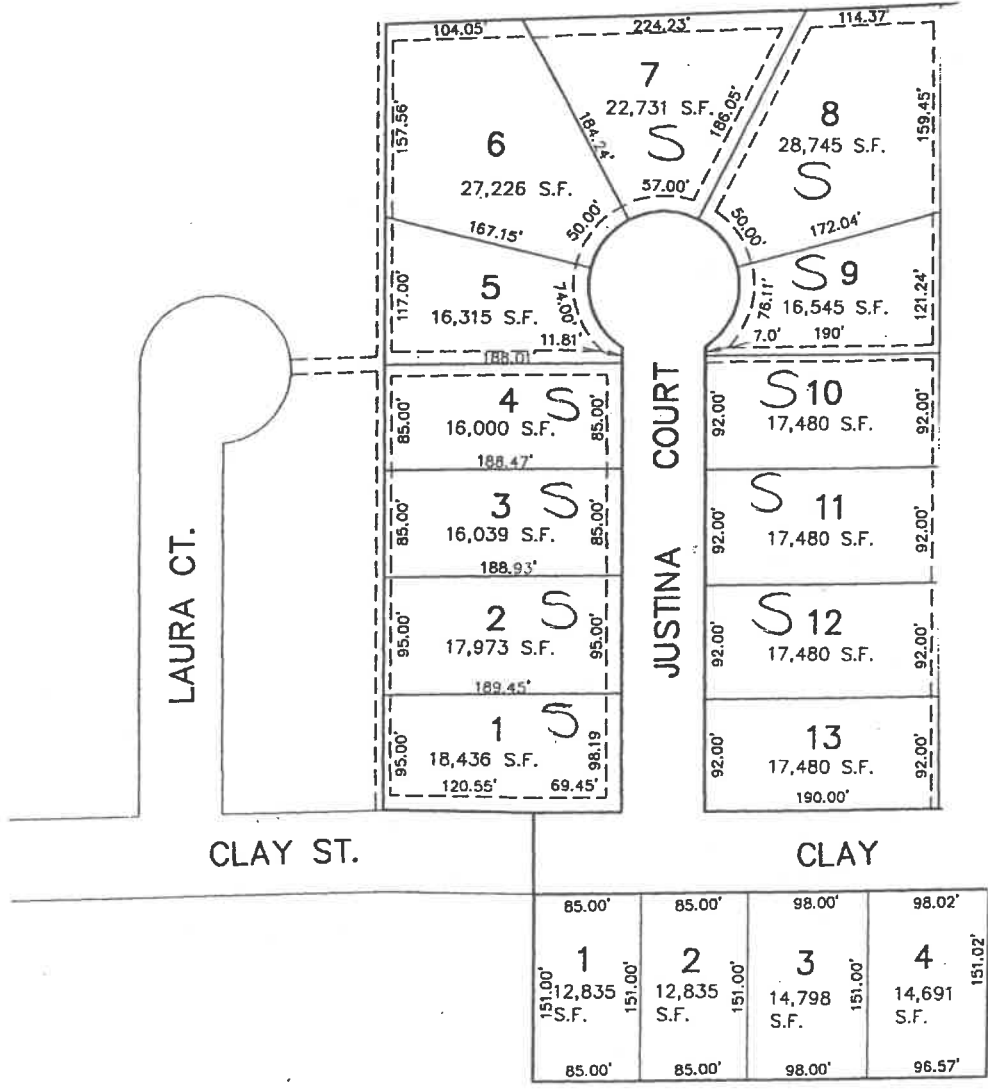 104.05'
224.23'
114.37'
157.56'
6
27,226 S.F.
184.24'
7
22,731 S.F.
S
186.05'
57.00'
8
28,745 S.F.
S
159.45'
50.00'
50.00'
167.15'
172.04'
117.00'
5
16,315 S.F.
74.00'
11.81'
188.01'
S 9
16,545 S.F.
76.11'
121.24'
7.0'
190'
85.00'
4 S
16,000 S.F.
85.00'
188.47'
92.00'
S 10
17,480 S.F.
92.00'
85.00'
3 S
16,039 S.F.
85.00'
188.93'
92.00'
S 11
17,480 S.F.
92.00'
95.00'
2 S
17,973 S.F.
95.00'
189.45'
92.00'
S 12
17,480 S.F.
92.00'
95.00'
1 S
18,436 S.F.
98.19
120.55'
69.45'
92.00'
13
17,480 S.F.
92.00'
190.00'
LAURA CT.
JUSTINA COURT
CLAY ST.
CLAY
85.00'
85.00'
98.00'
98.02'
151.00'
1
12,835
S.F.
151.00'
2
12,835
S.F.
151.00'
3
14,798
S.F.
151.00'
4
14,691
S.F.
151.02'
85.00'
85.00'
98.00'
96.57'